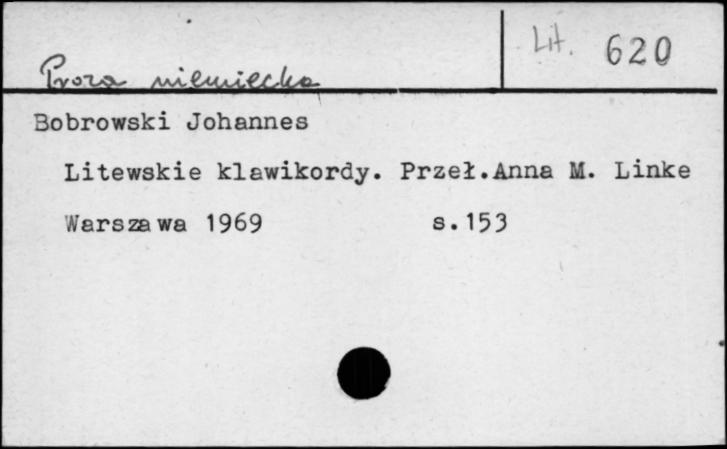 Proza niemiecka
Lit. 620
Bobrowski Johannes
Litewskie klawikordy. Przeł.Anna M. Linke
Warszawa 1969 s.153